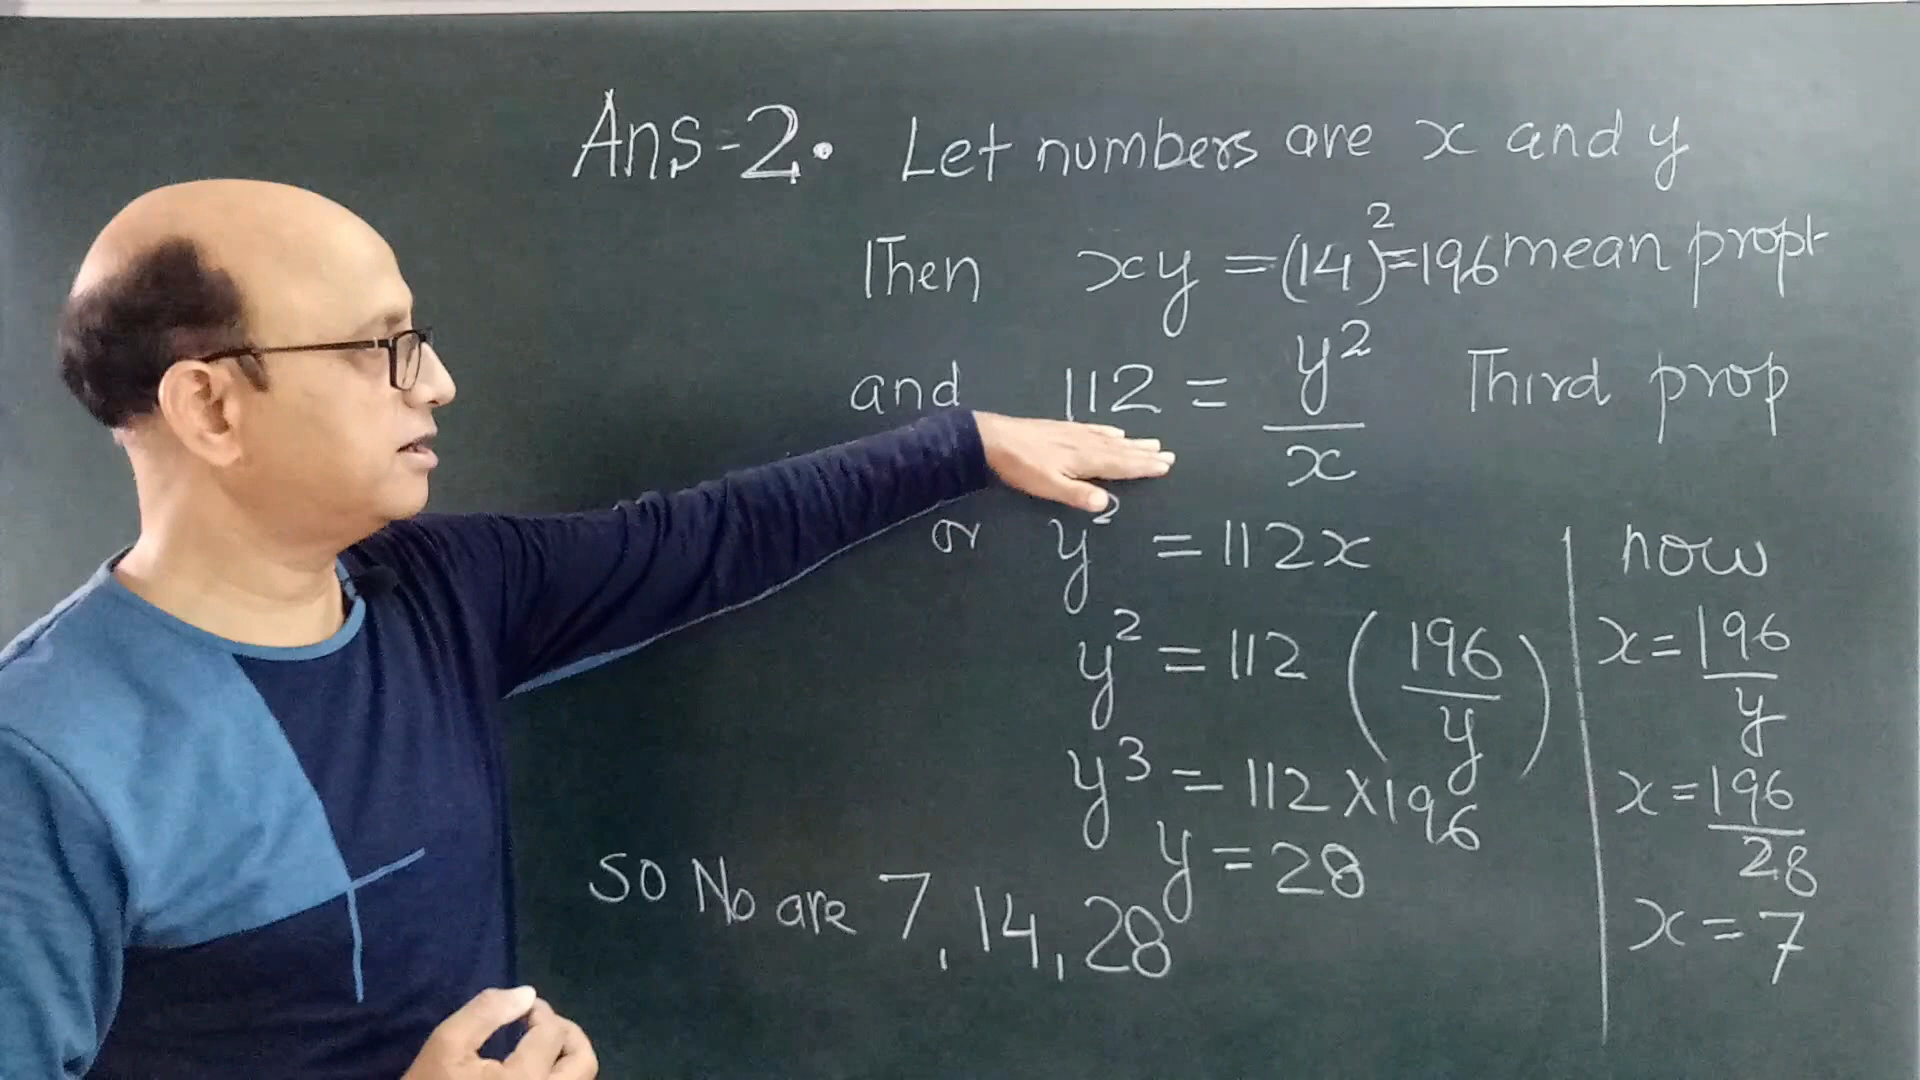 Ans-2. Let numbers are x and y
Then xy = (14)² = 196 mean propt
and 112 = y²/x Third prop
or y² = 112x
y² = 112 (196/y)
y³ = 112 × 196
y = 28
so No are 7, 14, 28
now
x = 196/y
x = 196/28
x = 7